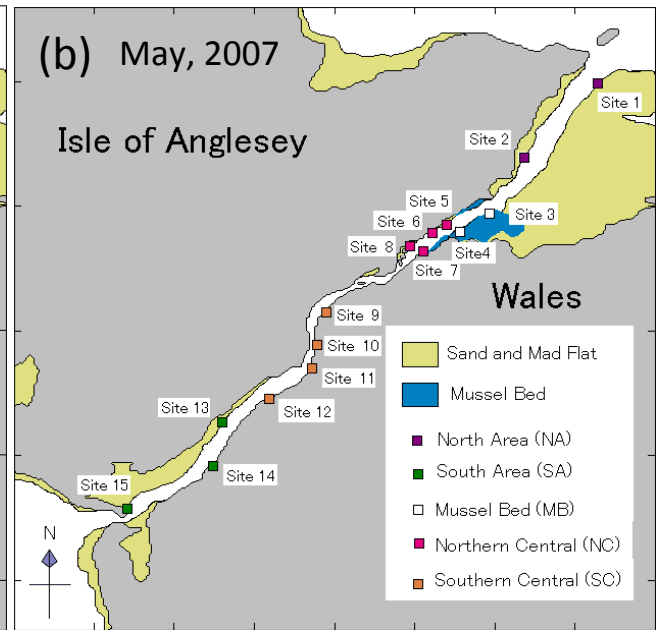 (b) May, 2007
Isle of Anglesey
Site 1
Site 2
Site 5
Site 3
Site 6
Site 8
Site4
Site 7
Wales
Site 9
Site 10
Site 11
Site 12
Site 13
Site 14
Site 15
N
Sand and Mad Flat
Mussel Bed
North Area (NA)
South Area (SA)
Mussel Bed (MB)
Northern Central (NC)
Southern Central (SC)